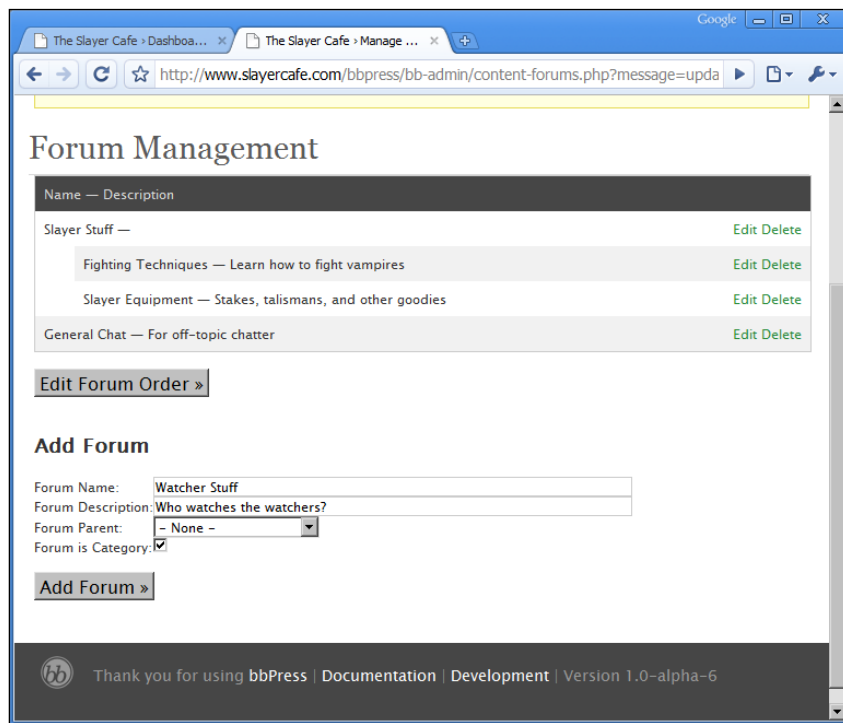 Google
The Slayer Cafe › Dashboa... The Slayer Cafe › Manage ...
http://www.slayercafe.com/bbpress/bb-admin/content-forums.php?message=upda
Forum Management
Name — Description
Slayer Stuff — Edit Delete
Fighting Techniques — Learn how to fight vampires Edit Delete
Slayer Equipment — Stakes, talismans, and other goodies Edit Delete
General Chat — For off-topic chatter Edit Delete
Edit Forum Order »
Add Forum
Forum Name: Watcher Stuff
Forum Description: Who watches the watchers?
Forum Parent: - None -
Forum is Category:
Add Forum »
bb Thank you for using bbPress | Documentation | Development | Version 1.0-alpha-6